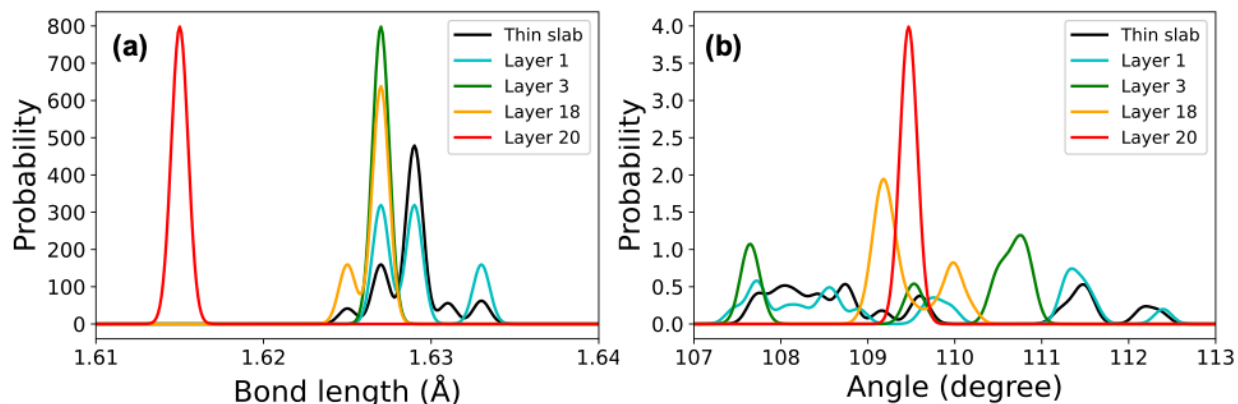 (a)
Probability
800
700
600
500
400
300
200
100
0
1.61
1.62
1.63
1.64
Bond length (Å)
Thin slab
Layer 1
Layer 3
Layer 18
Layer 20
(b)
Probability
4.0
3.5
3.0
2.5
2.0
1.5
1.0
0.5
0.0
107
108
109
110
111
112
113
Angle (degree)
Thin slab
Layer 1
Layer 3
Layer 18
Layer 20